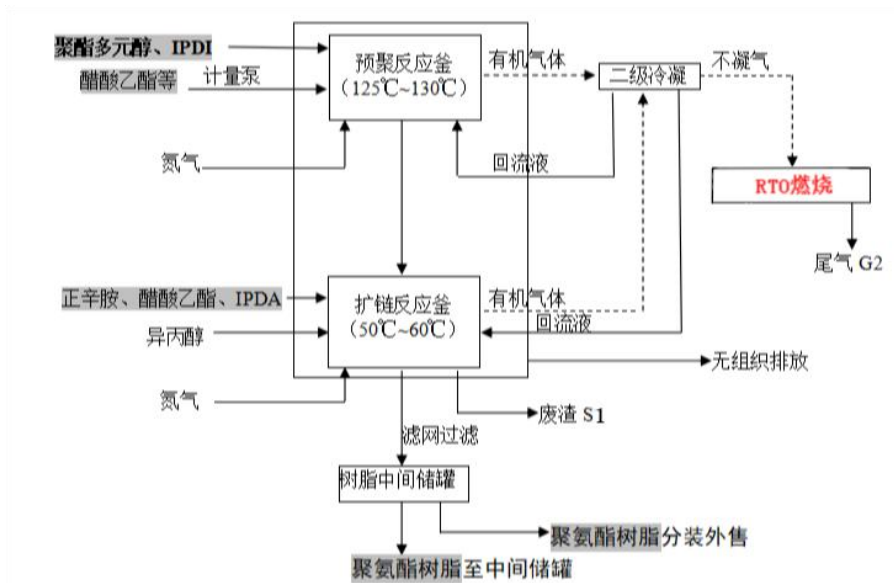 聚酯多元醇、IPDI
醋酸乙酯等
计量泵
预聚反应釜
（125℃~130℃）
有机气体
二级冷凝
不凝气
氮气
回流液
RTO燃烧
尾气 G2
正辛胺、醋酸乙酯、IPDA
扩链反应釜
（50℃~60℃）
有机气体
回流液
异丙醇
无组织排放
氮气
废渣 S1
滤网过滤
树脂中间储罐
聚氨酯树脂分装外售
聚氨酯树脂至中间储罐